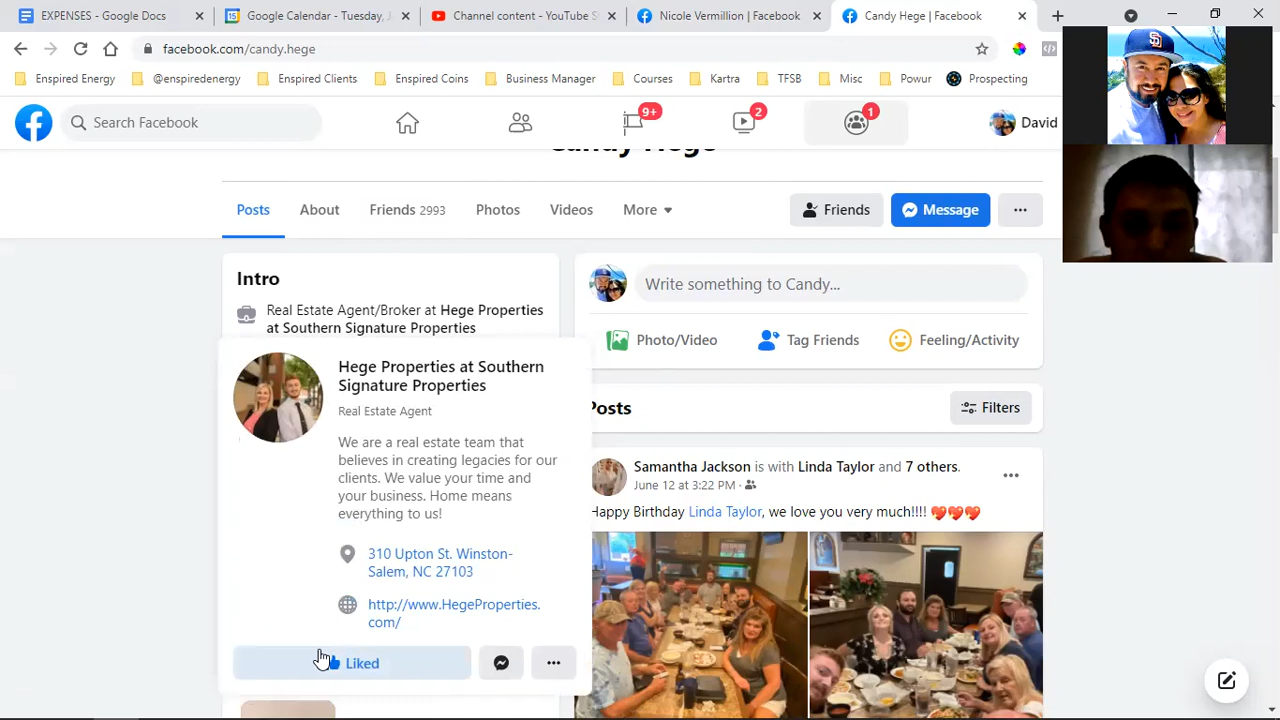 EXPENSES - Google Docs
Google Calendar - Tuesday, J
Channel content - YouTube S
Nicole Vermillion | Facebook
Candy Hege | Facebook
facebook.com/candy.hege
Enspired Energy
@enspiredenergy
Enspired Clients
Enspired Coins
Business Manager
Courses
Kartra
TFSB
Misc
Powur
Prospecting
Search Facebook
9+
2
1
David
Candy Hege
Posts
About
Friends 2993
Photos
Videos
More
Friends
Message
Intro
Real Estate Agent/Broker at Hege Properties
at Southern Signature Properties
Hege Properties at Southern
Signature Properties
Real Estate Agent
We are a real estate team that
believes in creating legacies for our
clients. We value your time and
your business. Home means
everything to us!
310 Upton St. Winston-
Salem, NC 27103
http://www.HegeProperties.
com/
Liked
Write something to Candy...
Photo/Video
Tag Friends
Feeling/Activity
Posts
Filters
Samantha Jackson is with Linda Taylor and 7 others.
June 12 at 3:22 PM ·
Happy Birthday Linda Taylor, we love you very much!!!!